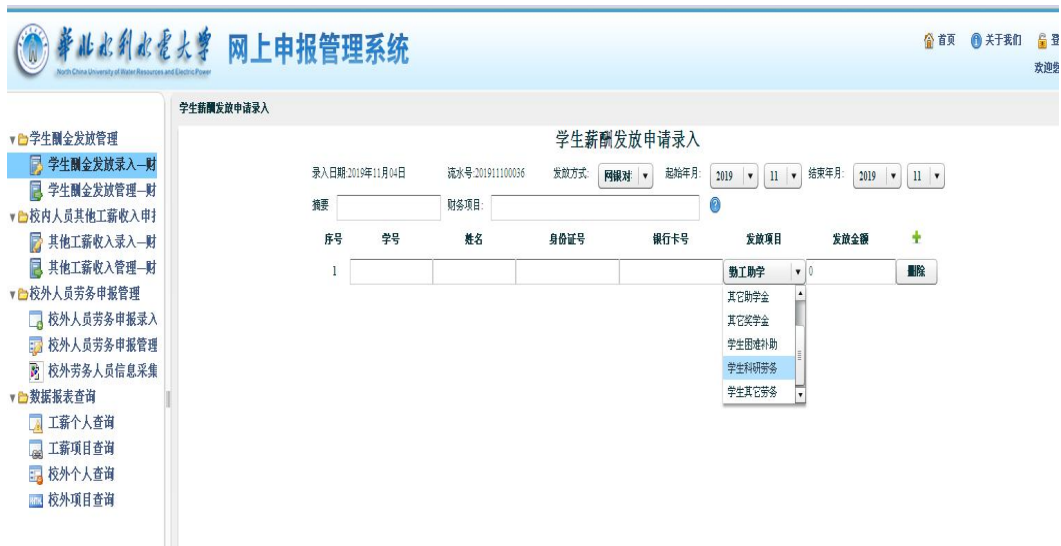 华北水利水电大学 网上申报管理系统
North China University of Water Resources and Electric Power
首页 关于我们 登
欢迎您
学生薪酬发放申请录入
学生酬金发放管理
学生酬金发放录入—财
学生酬金发放管理—财
校内人员其他工薪收入申报
其他工薪收入录入—财
其他工薪收入管理—财
校外人员劳务申报管理
校外人员劳务申报录入
校外人员劳务申报管理
校外劳务人员信息采集
数据报表查询
工薪个人查询
工薪项目查询
校外个人查询
校外项目查询
学生薪酬发放申请录入
录入日期:2019年11月04日 流水号:201911100036 发放方式: 网银对 起始年月: 2019 11 结束年月: 2019 11
摘要 财务项目:
序号 学号 姓名 身份证号 银行卡号 发放项目 发放金额
1 勤工助学 0 删除
其它助学金
其它奖学金
学生困难补助
学生科研劳务
学生其它劳务